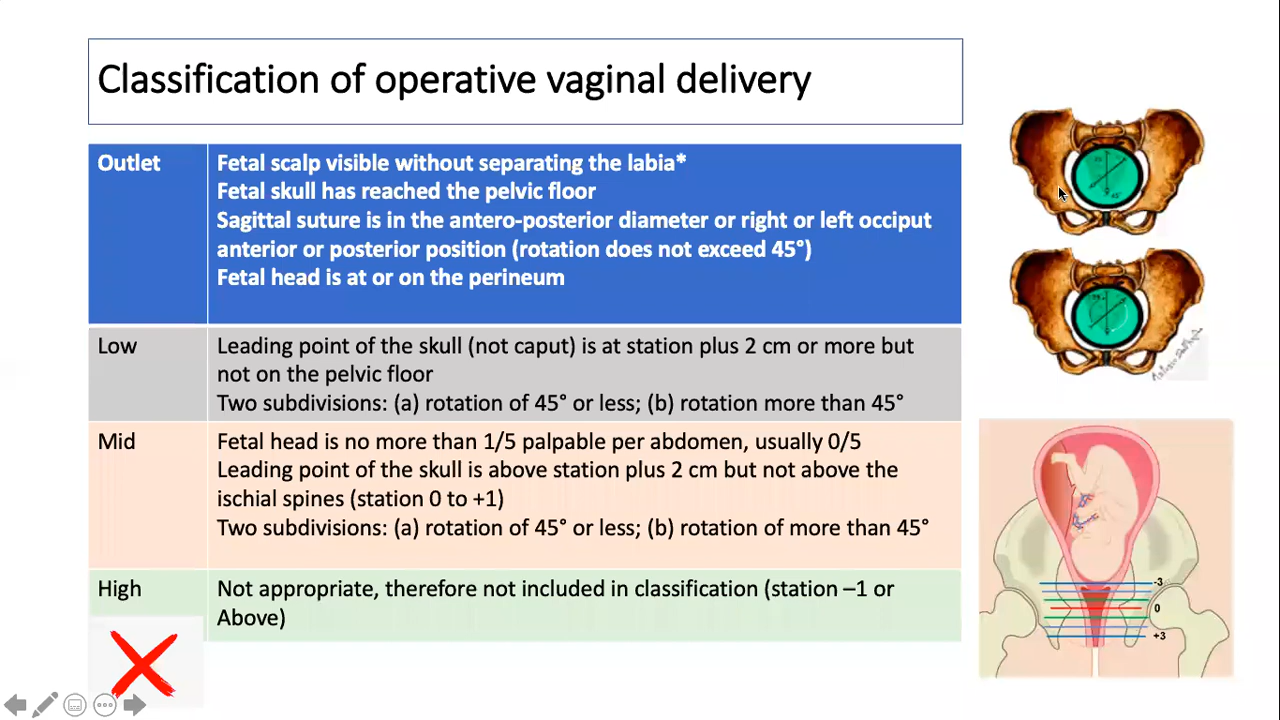 Classification of operative vaginal delivery
Outlet
Fetal scalp visible without separating the labia*
Fetal skull has reached the pelvic floor
Sagittal suture is in the antero-posterior diameter or right or left occiput
anterior or posterior position (rotation does not exceed 45°)
Fetal head is at or on the perineum
Low
Leading point of the skull (not caput) is at station plus 2 cm or more but
not on the pelvic floor
Two subdivisions: (a) rotation of 45° or less; (b) rotation more than 45°
Mid
Fetal head is no more than 1/5 palpable per abdomen, usually 0/5
Leading point of the skull is above station plus 2 cm but not above the
ischial spines (station 0 to +1)
Two subdivisions: (a) rotation of 45° or less; (b) rotation of more than 45°
High
Not appropriate, therefore not included in classification (station –1 or
Above)
-3
0
+3